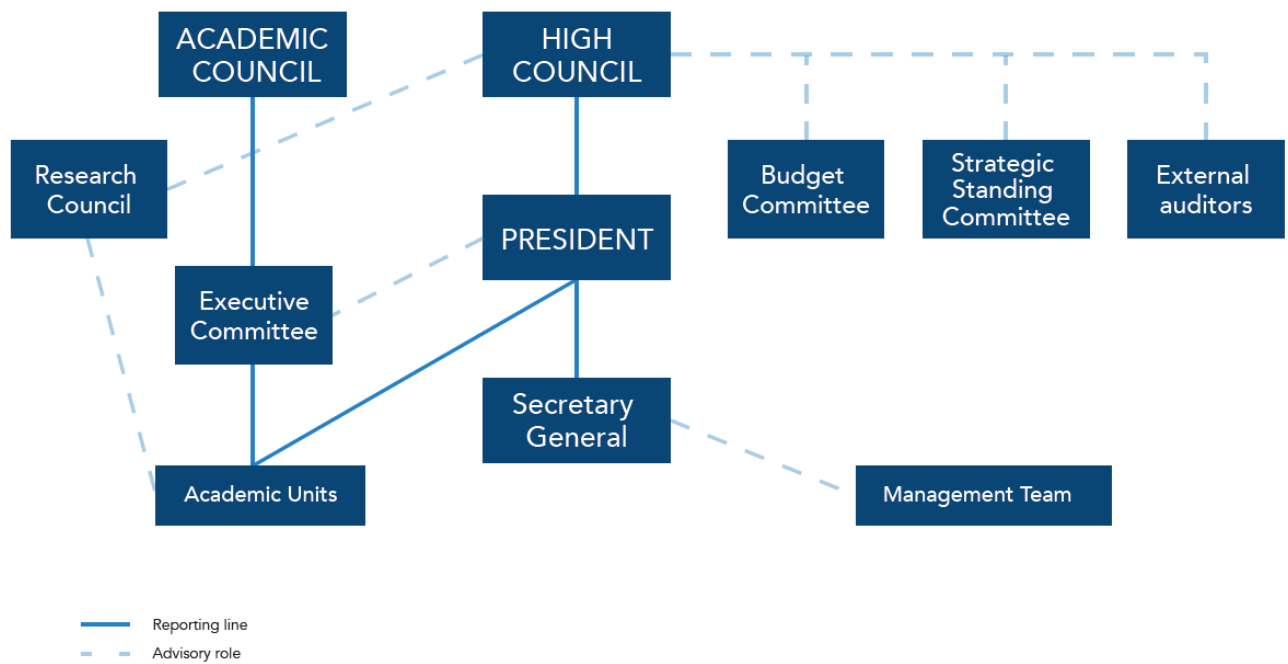 ACADEMIC
COUNCIL
HIGH
COUNCIL
Research
Council
Budget
Committee
Strategic
Standing
Committee
External
auditors
PRESIDENT
Executive
Committee
Secretary
General
Academic Units
Management Team
Reporting line
Advisory role